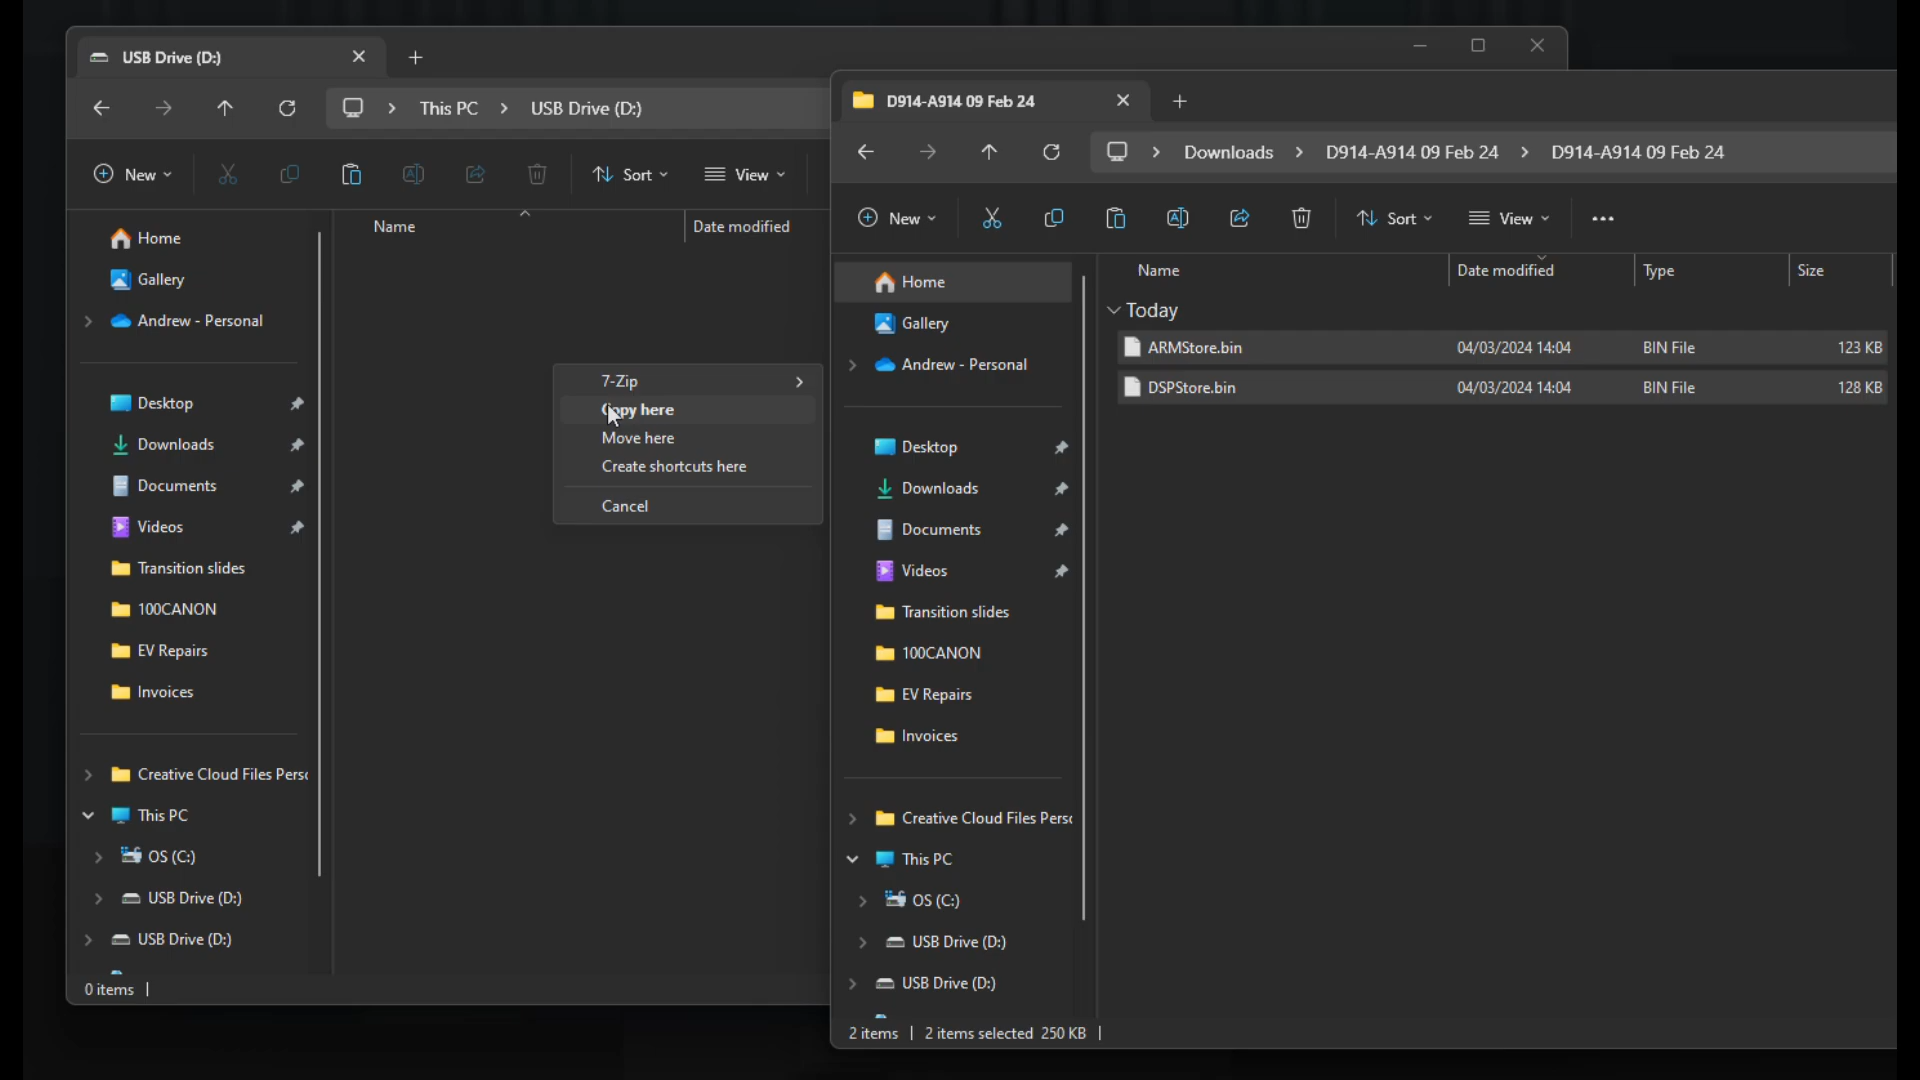 USB Drive (D:)
This PC
USB Drive (D:)
New
Sort
View
Home
Gallery
Andrew - Personal
Desktop
Downloads
Documents
Videos
Transition slides
100CANON
EV Repairs
Invoices
Creative Cloud Files Perso
This PC
OS (C:)
USB Drive (D:)
USB Drive (D:)
0 items
Name
Date modified
7-Zip
Copy here
Move here
Create shortcuts here
Cancel
D914-A914 09 Feb 24
Downloads
D914-A914 09 Feb 24
D914-A914 09 Feb 24
New
Sort
View
Home
Gallery
Andrew - Personal
Desktop
Downloads
Documents
Videos
Transition slides
100CANON
EV Repairs
Invoices
Creative Cloud Files Perso
This PC
OS (C:)
USB Drive (D:)
USB Drive (D:)
Name Date modified Type Size
Today
ARMStore.bin 04/03/2024 14:04 BIN File 123 KB
DSPStore.bin 04/03/2024 14:04 BIN File 128 KB
2 items 2 items selected 250 KB